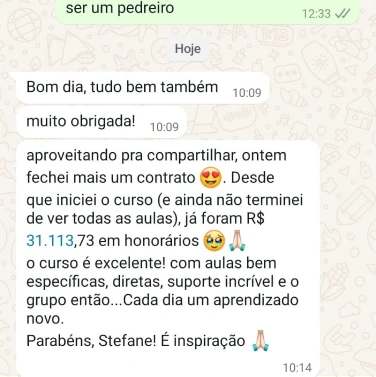 ser um pedreiro
12:33
Hoje
Bom dia, tudo bem também
10:09
muito obrigada!
10:09
aproveitando pra compartilhar, ontem
fechei mais um contrato 😍. Desde
que iniciei o curso (e ainda não terminei
de ver todas as aulas), já foram R$
31.113,73 em honorários 🥹🙏🏻
o curso é excelente! com aulas bem
específicas, diretas, suporte incrível e o
grupo então...Cada dia um aprendizado
novo.
Parabéns, Stefane! É inspiração 🙏🏻
10:14